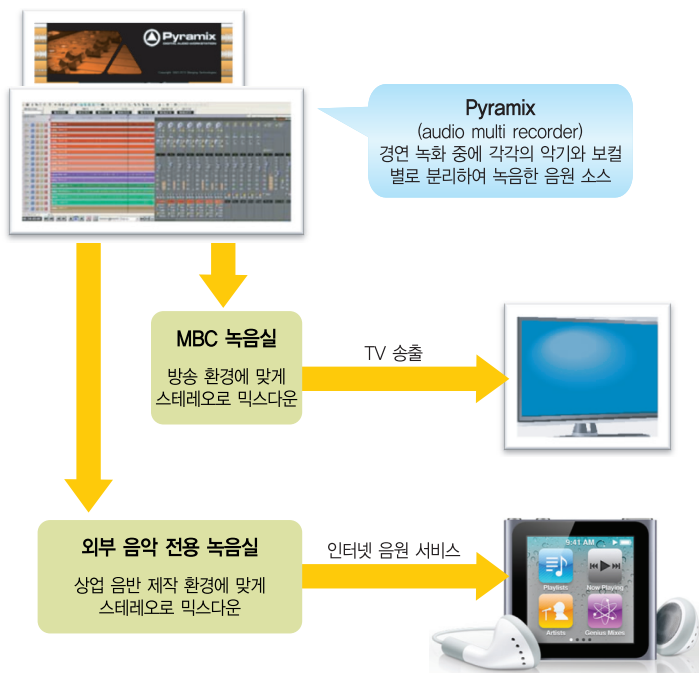 Pyramix
Pyramix
(audio multi recorder)
경연 녹화 중에 각각의 악기와 보컬
별로 분리하여 녹음한 음원 소스
MBC 녹음실
방송 환경에 맞게
스테레오로 믹스다운
TV 송출
외부 음악 전용 녹음실
상업 음반 제작 환경에 맞게
스테레오로 믹스다운
인터넷 음원 서비스
9:41 AM
Playlists
Now Playing
Artists
Genius Mixes